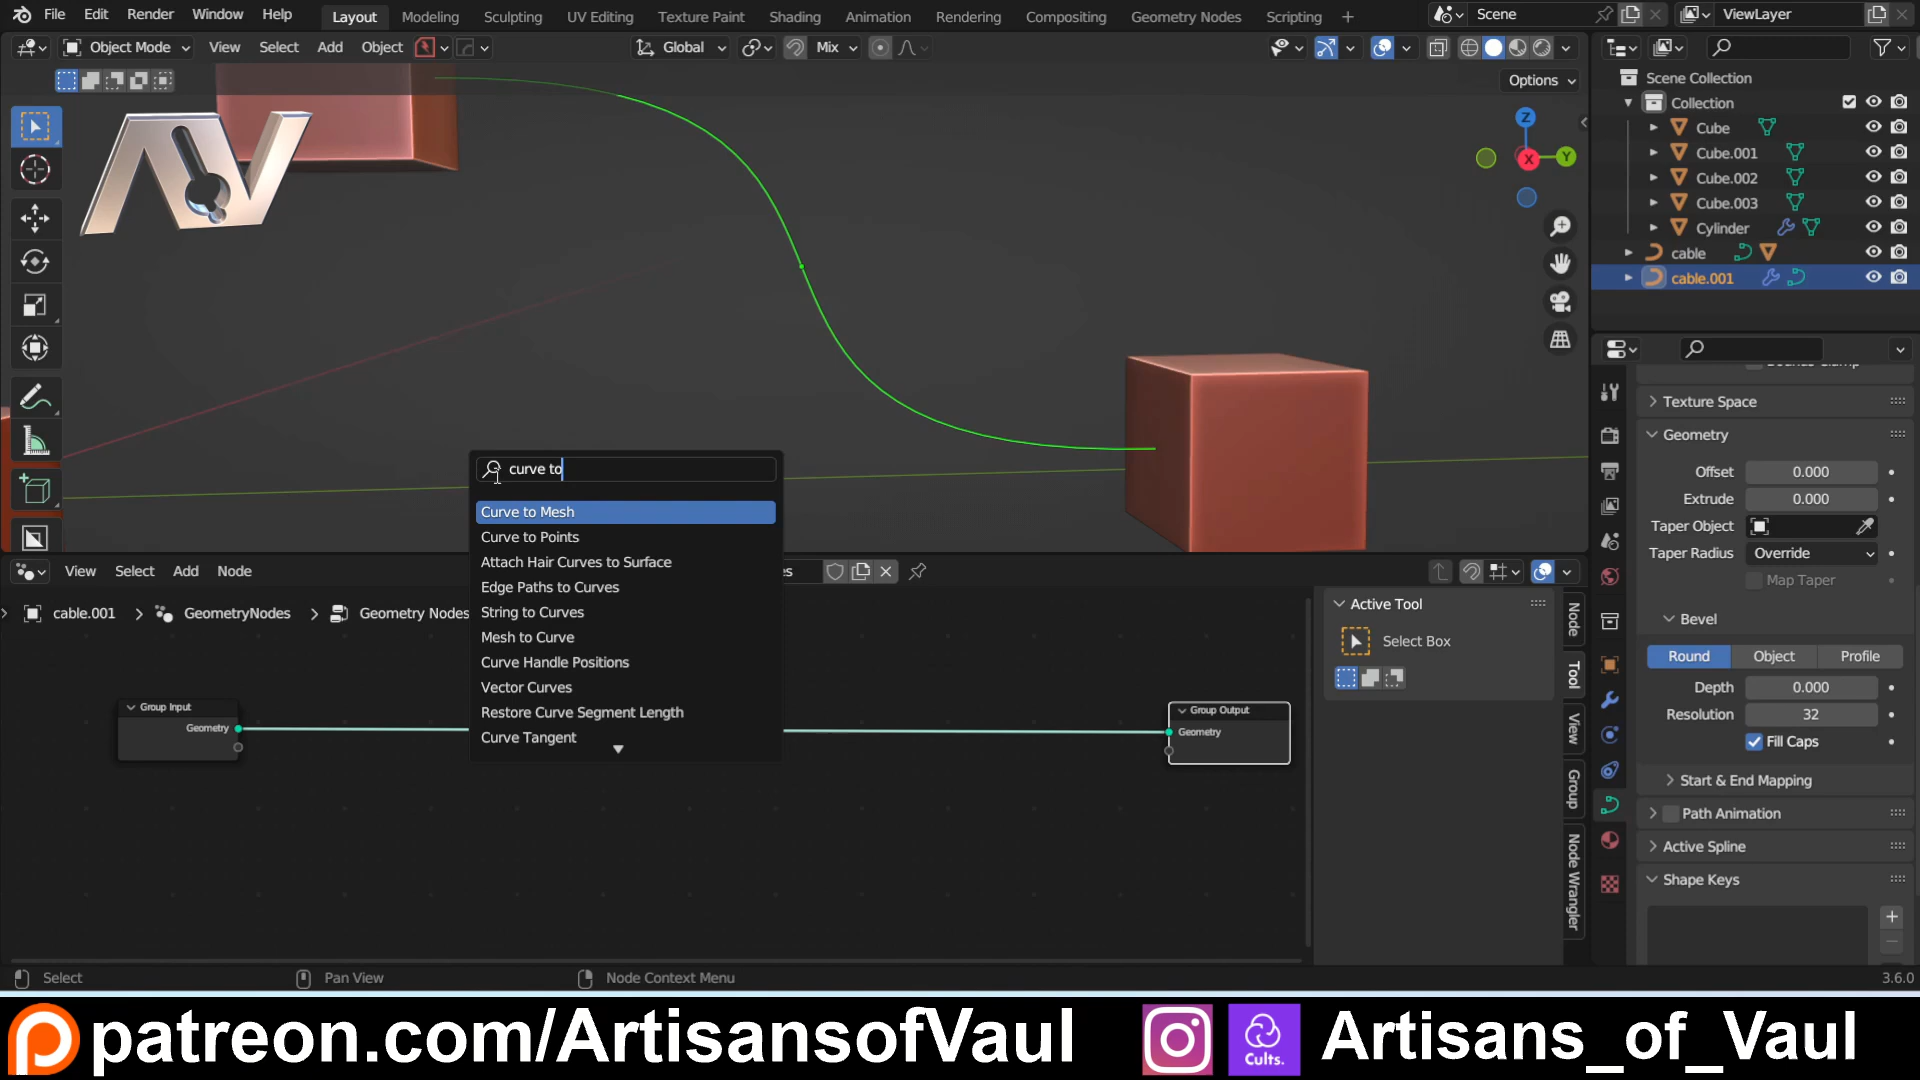 File Edit Render Window Help Layout Modeling Sculpting UV Editing Texture Paint Shading Animation Rendering Compositing Geometry Nodes Scripting + Scene ViewLayer
Object Mode View Select Add Object Global Mix
Options
Z
X
Y
Scene Collection
Collection
Cube
Cube.001
Cube.002
Cube.003
Cylinder
cable
cable.001
curve to
Curve to Mesh
Curve to Points
Attach Hair Curves to Surface
Edge Paths to Curves
String to Curves
Mesh to Curve
Curve Handle Positions
Vector Curves
Restore Curve Segment Length
Curve Tangent
View Select Add Node es
cable.001 > GeometryNodes > Geometry Nodes
Group Input
Geometry
Group Output
Geometry
Active Tool
Select Box
Node
Tool
View
Group
Node Wrangler
Texture Space
Geometry
Offset 0.000
Extrude 0.000
Taper Object
Taper Radius Override
Map Taper
Bevel
Round Object Profile
Depth 0.000
Resolution 32
Fill Caps
Start & End Mapping
Path Animation
Active Spline
Shape Keys
Select Pan View Node Context Menu 3.6.0
patreon.com/ArtisansofVaul Cults. Artisans_of_Vaul